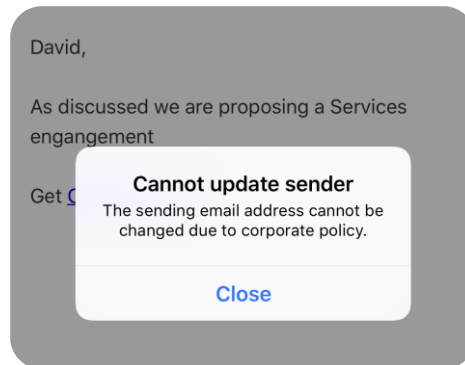 David,
As discussed we are proposing a Services
engangement
Get
Cannot update sender
The sending email address cannot be
changed due to corporate policy.
Close